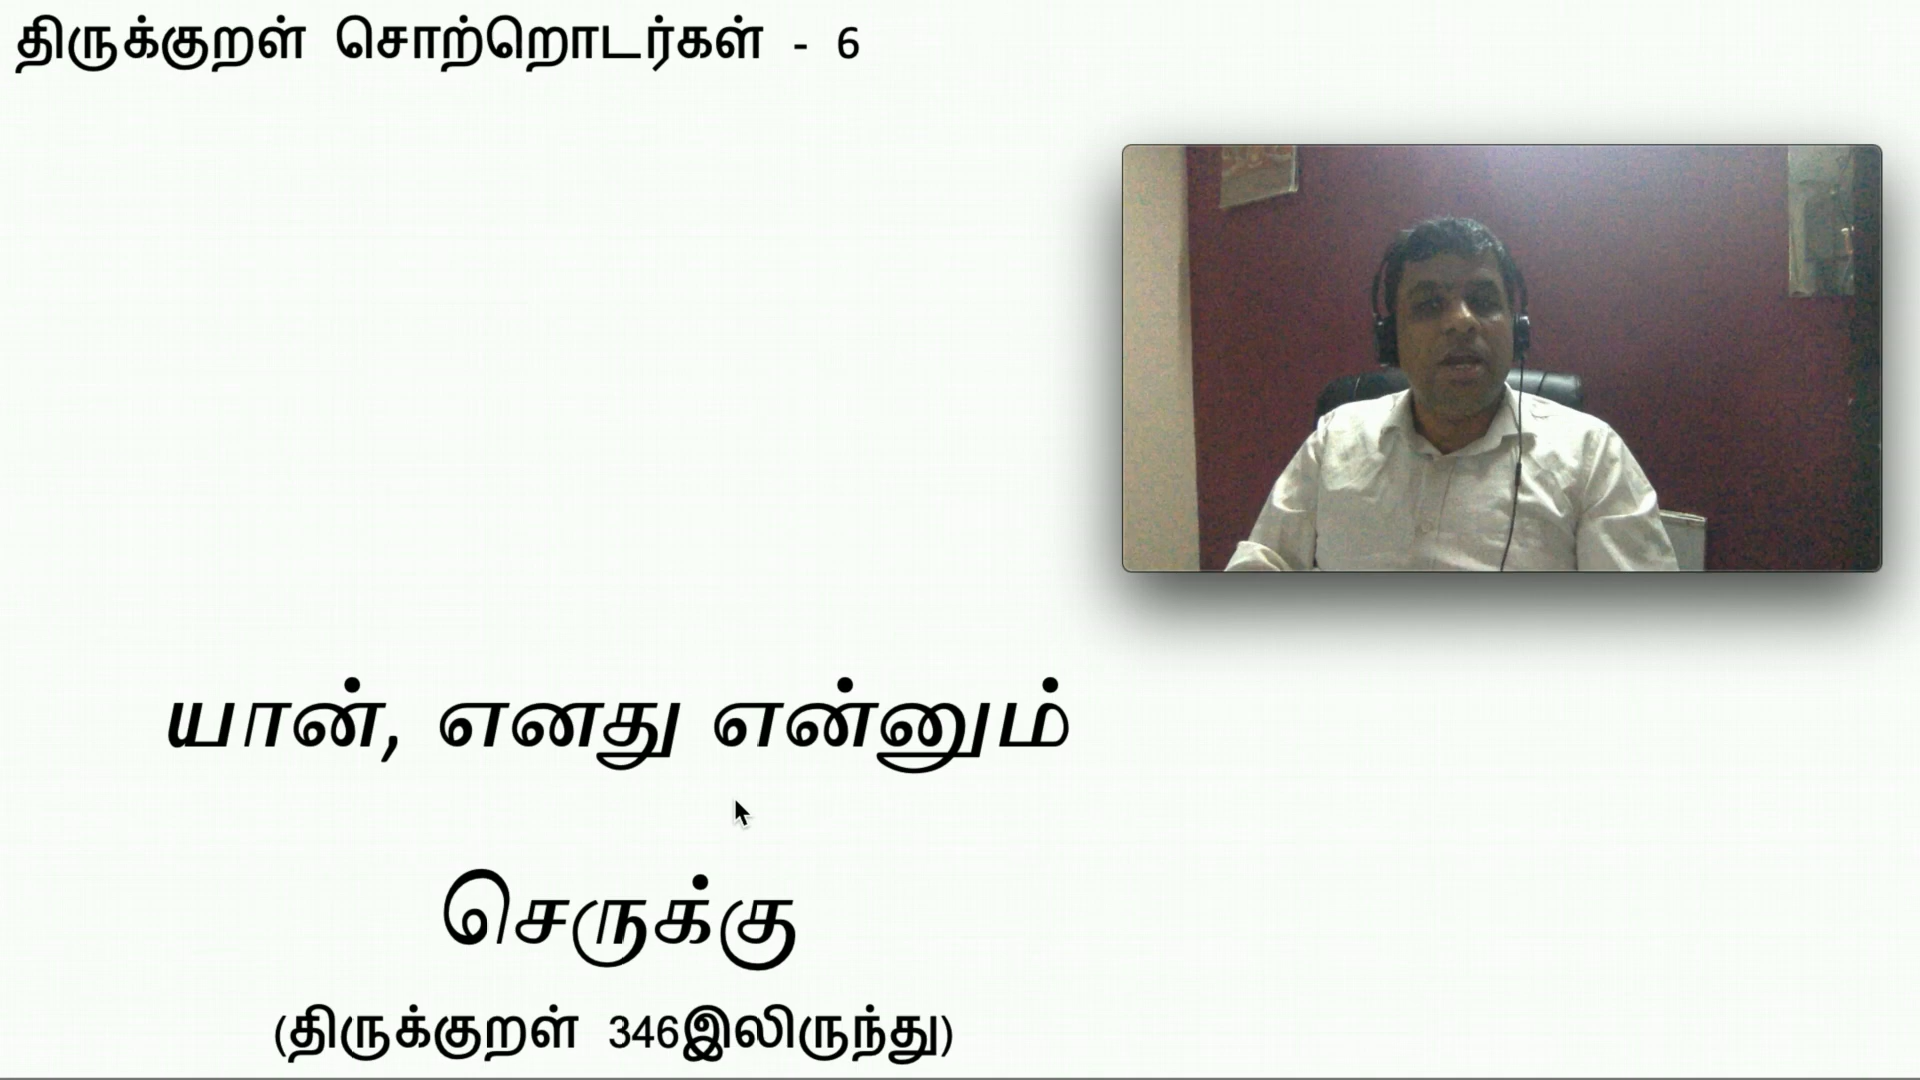 திருக்குறள் சொற்றொடர்கள் - 6
யான், எனது என்னும்
செருக்கு
(திருக்குறள் 346இலிருந்து)